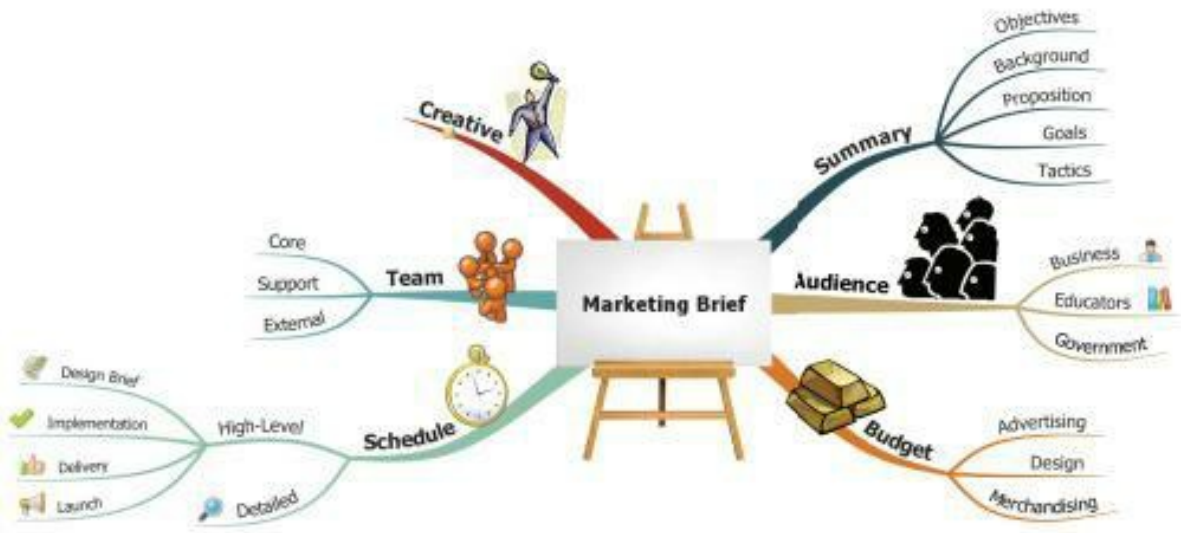 Marketing Brief
Creative
Summary
Objectives
Background
Proposition
Goals
Tactics
Audience
Business
Educators
Government
Budget
Advertising
Design
Merchandising
Team
Core
Support
External
Schedule
High-Level
Design Brief
Implementation
Delivery
Launch
Detailed